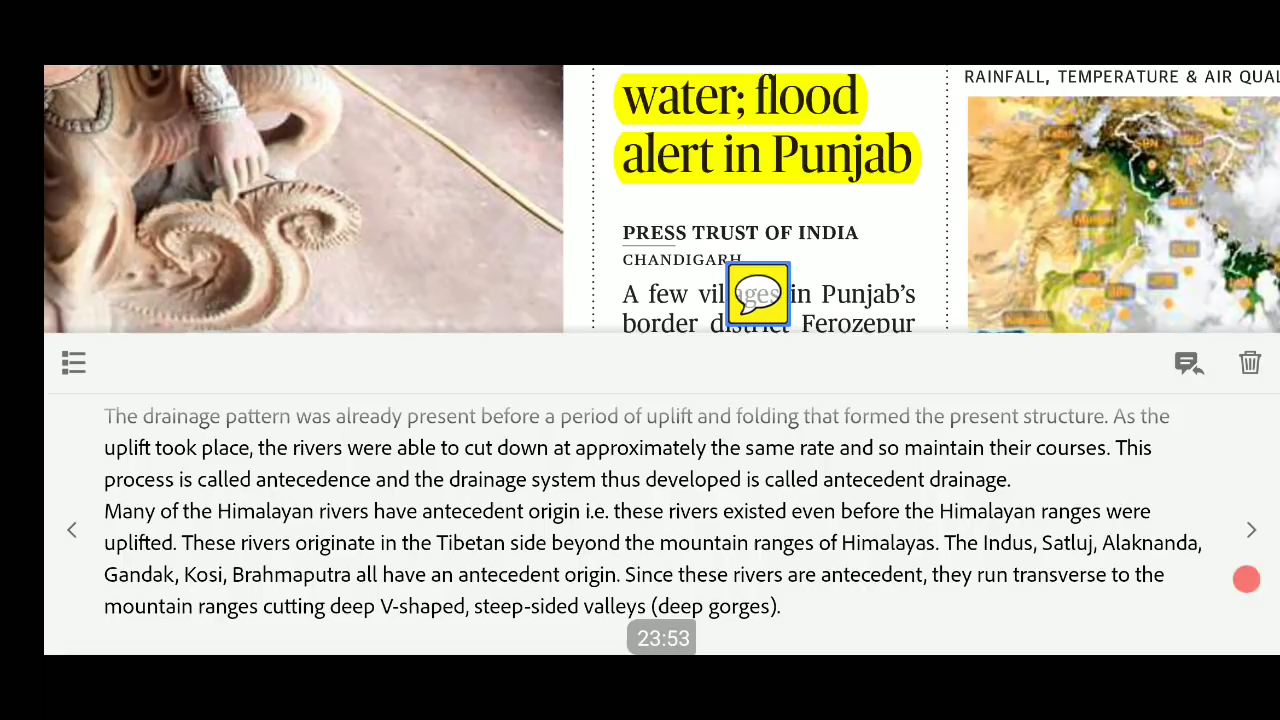 water; flood
alert in Punjab
PRESS TRUST OF INDIA
CHANDIGARH
A few villages in Punjab's
border district Ferozepur
RAINFALL, TEMPERATURE & AIR QUAL
The drainage pattern was already present before a period of uplift and folding that formed the present structure. As the
uplift took place, the rivers were able to cut down at approximately the same rate and so maintain their courses. This
process is called antecedence and the drainage system thus developed is called antecedent drainage.
Many of the Himalayan rivers have antecedent origin i.e. these rivers existed even before the Himalayan ranges were
uplifted. These rivers originate in the Tibetan side beyond the mountain ranges of Himalayas. The Indus, Satluj, Alaknanda,
Gandak, Kosi, Brahmaputra all have an antecedent origin. Since these rivers are antecedent, they run transverse to the
mountain ranges cutting deep V-shaped, steep-sided valleys (deep gorges).
23:53